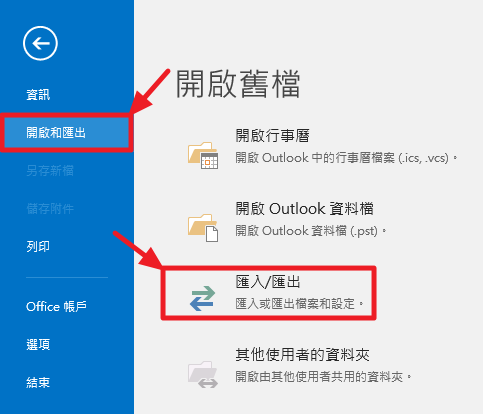 資訊
開啟和匯出
另存新檔
儲存附件
列印
Office 帳戶
選項
結束
開啟舊檔
開啟行事曆
開啟 Outlook 中的行事曆檔案 (.ics, .vcs)。
開啟 Outlook 資料檔
開啟 Outlook 資料檔 (.pst)。
匯入/匯出
匯入或匯出檔案和設定。
其他使用者的資料夾
開啟由其他使用者共用的資料夾。